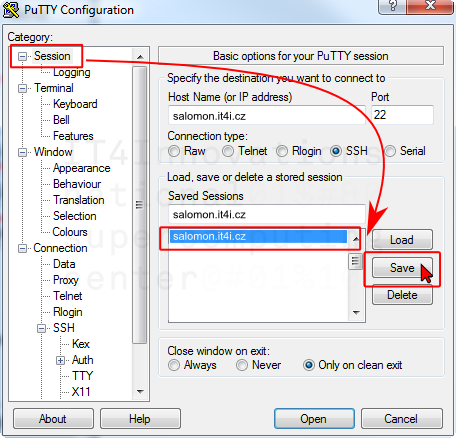 PuTTY Configuration
Category:
Session
Logging
Terminal
Keyboard
Bell
Features
Window
Appearance
Behaviour
Translation
Selection
Colours
Connection
Data
Proxy
Telnet
Rlogin
SSH
Kex
Auth
TTY
X11
Basic options for your PuTTY session
Specify the destination you want to connect to
Host Name (or IP address) Port
salomon.it4i.cz 22
Connection type:
Raw Telnet Rlogin SSH Serial
Load, save or delete a stored session
Saved Sessions
salomon.it4i.cz
salomon.it4i.cz
Load
Save
Delete
Close window on exit:
Always Never Only on clean exit
About Help Open Cancel